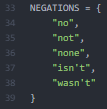 33 NEGATIONS = {
34 "no",
35 "not",
36 "none",
37 "isn't",
38 "wasn't"
39 }